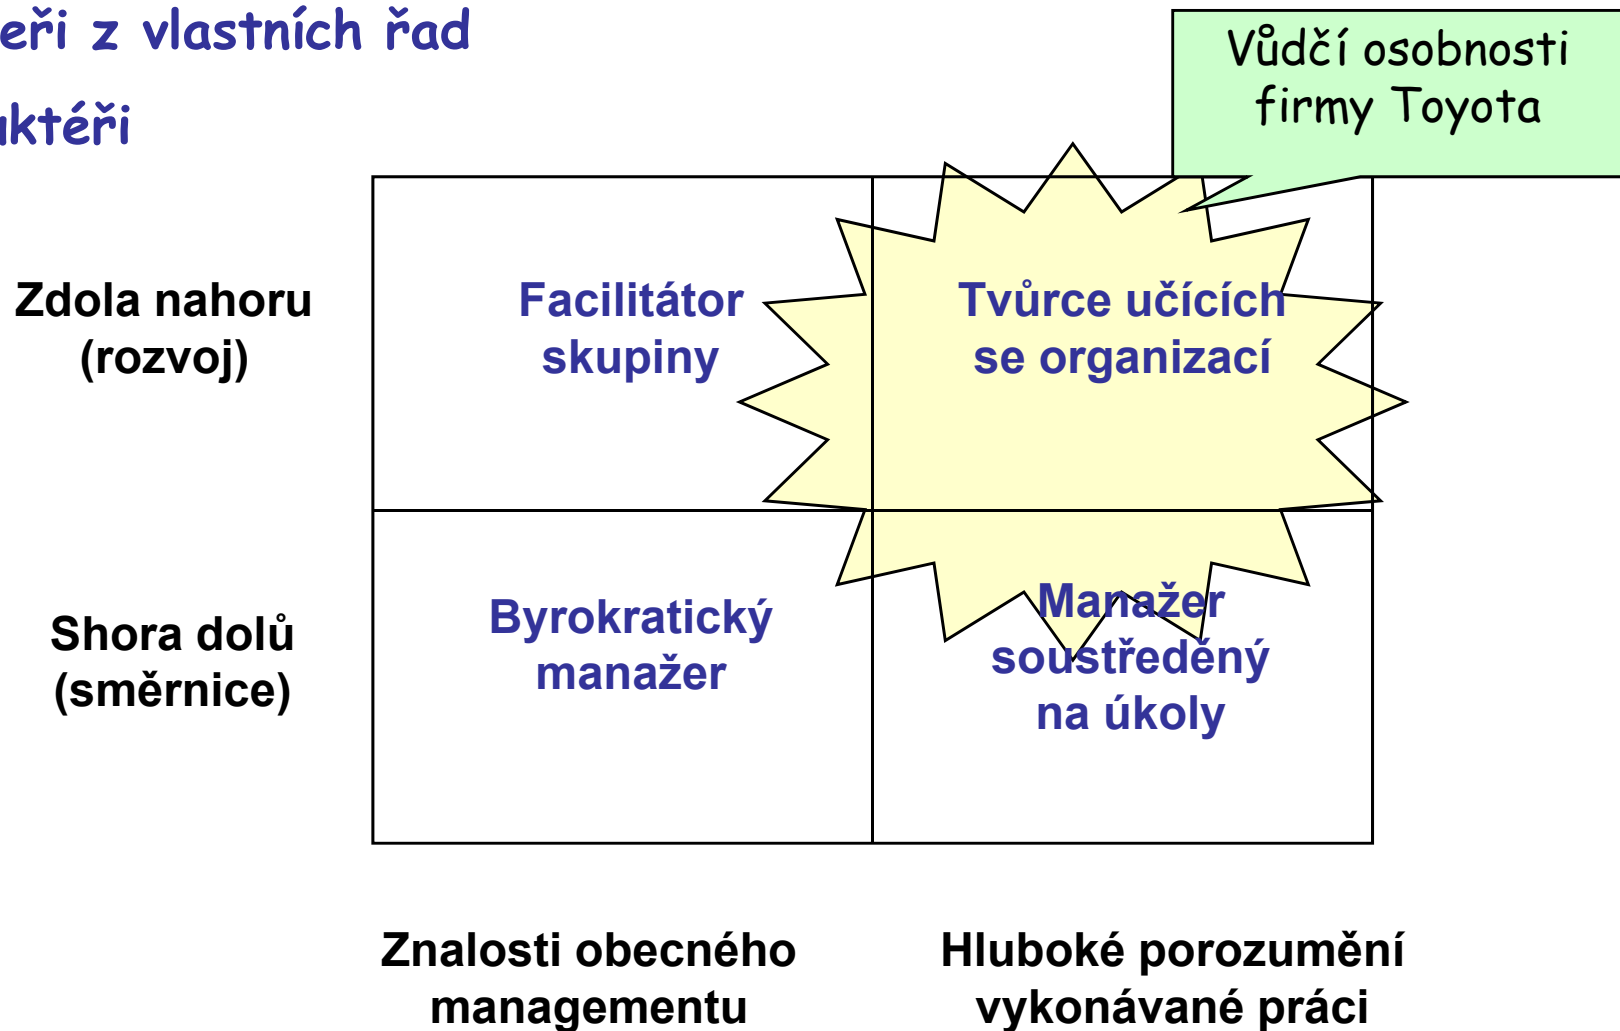 eři z vlastních řad
aktéři
Vůdčí osobnosti
firmy Toyota
Zdola nahoru
(rozvoj)
Facilitátor
skupiny
Tvůrce učících
se organizací
Shora dolů
(směrnice)
Byrokratický
manažer
Manažer
soustředěný
na úkoly
Znalosti obecného
managementu
Hluboké porozumění
vykonávané práci